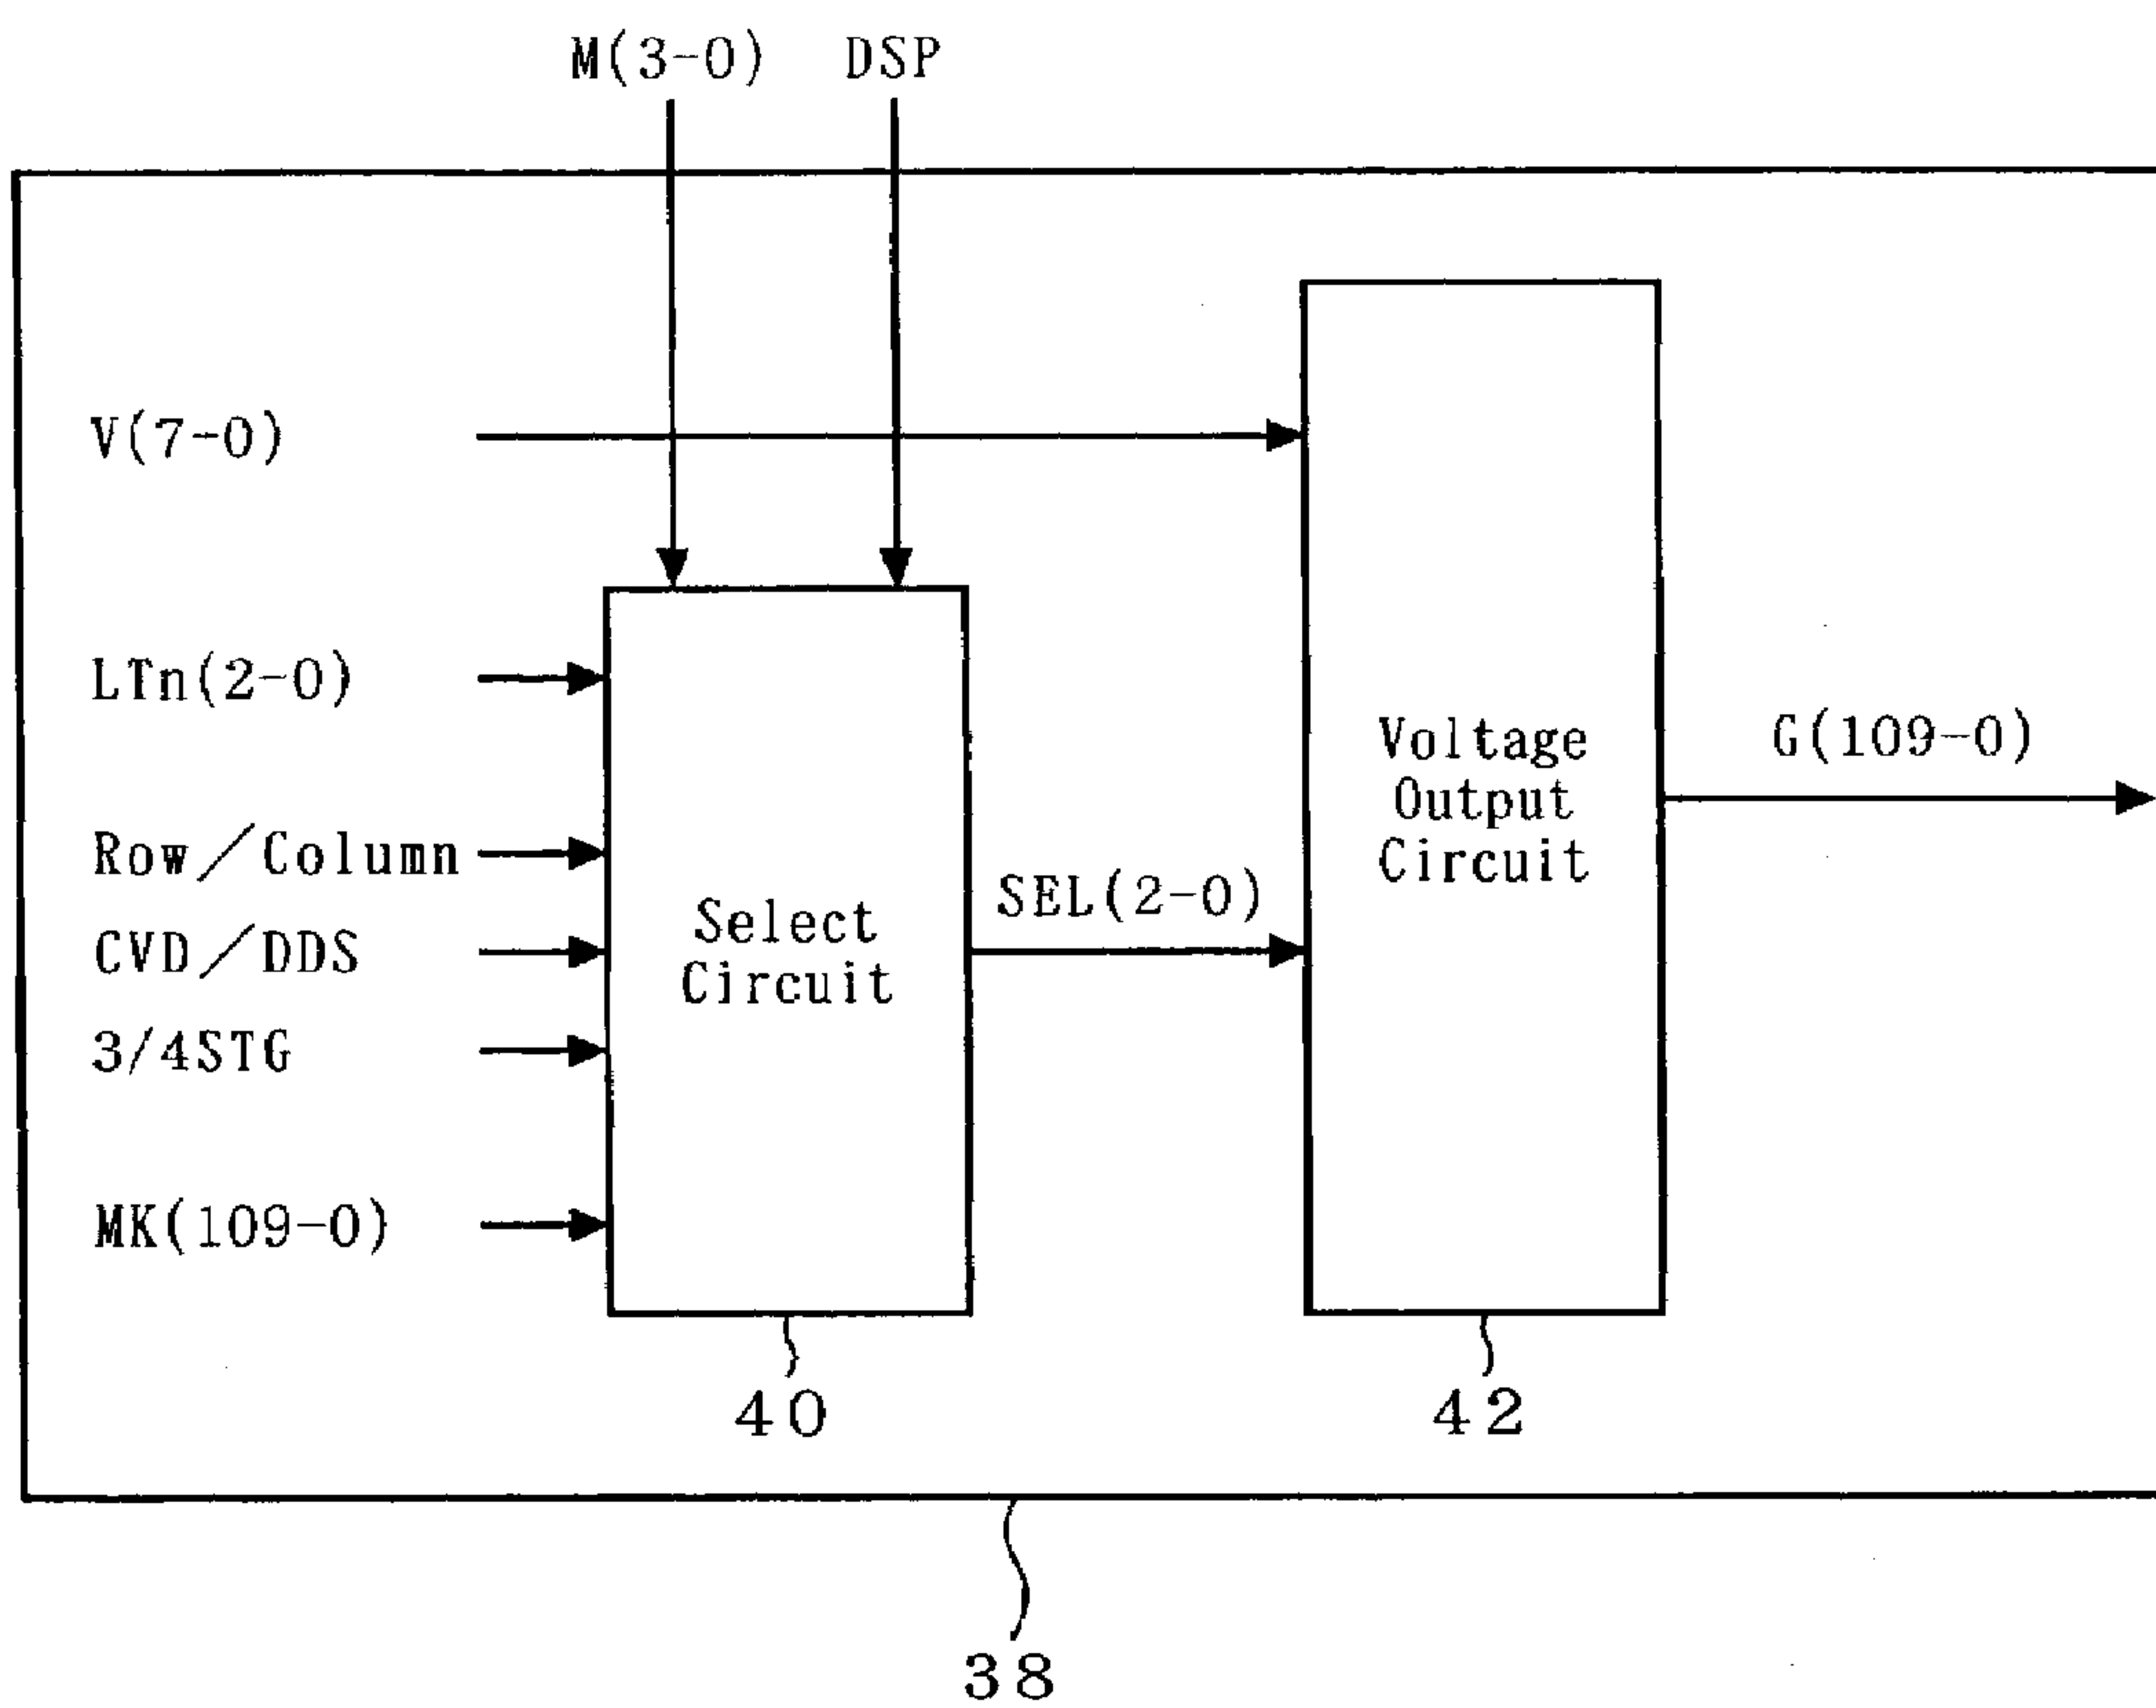 M(3-0) DSP
V(7-0)
LTn(2-0)
Row／Column
CVD／DDS
3/4STG
MK(109-0)
Select
Circuit
SEL(2-0)
Voltage
Output
Circuit
G(109-0)
40
42
38